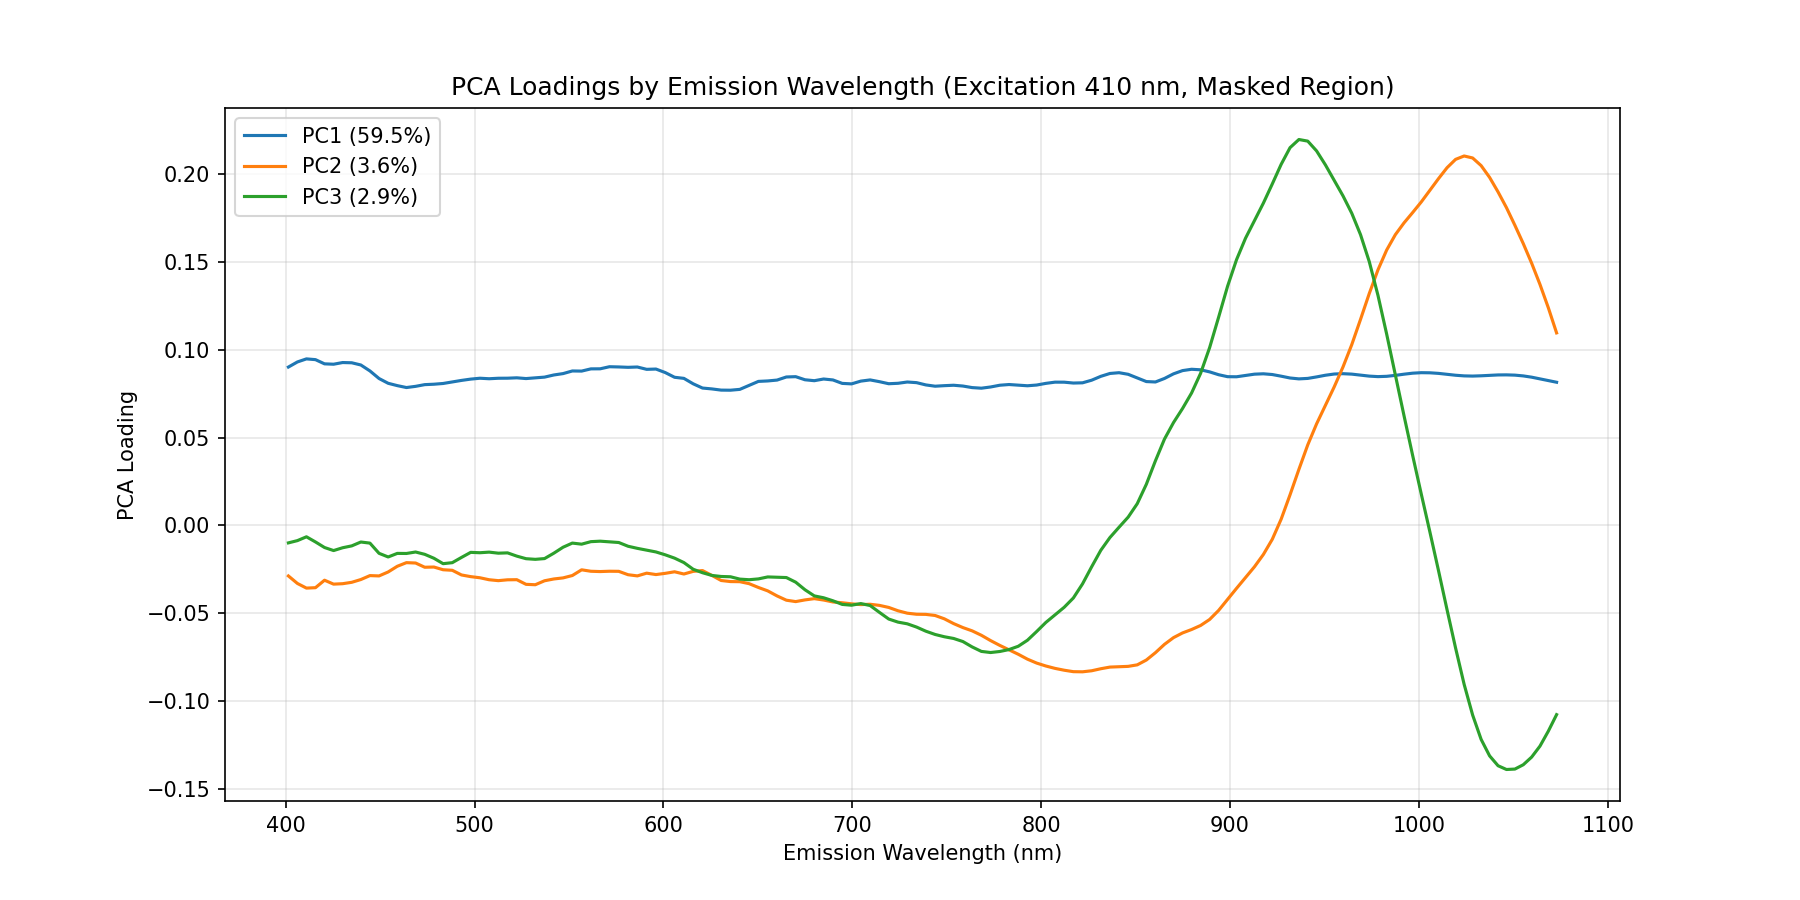 PCA Loadings by Emission Wavelength (Excitation 410 nm, Masked Region)
PC1 (59.5%)
PC2 (3.6%)
PC3 (2.9%)
PCA Loading
0.20
0.15
0.10
0.05
0.00
−0.05
−0.10
−0.15
400 500 600 700 800 900 1000 1100
Emission Wavelength (nm)